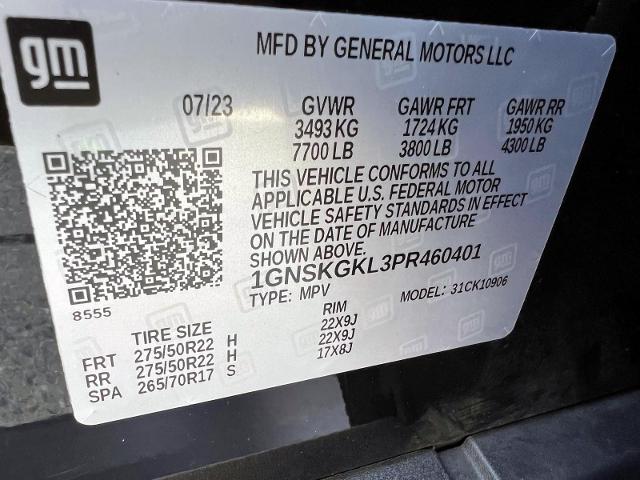 gm
MFD BY GENERAL MOTORS LLC
07/23 GVWR GAWR FRT GAWR RR
3493 KG 1724 KG 1950 KG
7700 LB 3800 LB 4300 LB
THIS VEHICLE CONFORMS TO ALL
APPLICABLE U.S. FEDERAL MOTOR
VEHICLE SAFETY STANDARDS IN EFFECT
ON THE DATE OF MANUFACTURE
SHOWN ABOVE.
1GNSKGKL3PR460401
TYPE: MPV MODEL: 31CK10906
8555
TIRE SIZE RIM
FRT 275/50R22 H 22X9J
RR 275/50R22 H 22X9J
SPA 265/70R17 S 17X8J